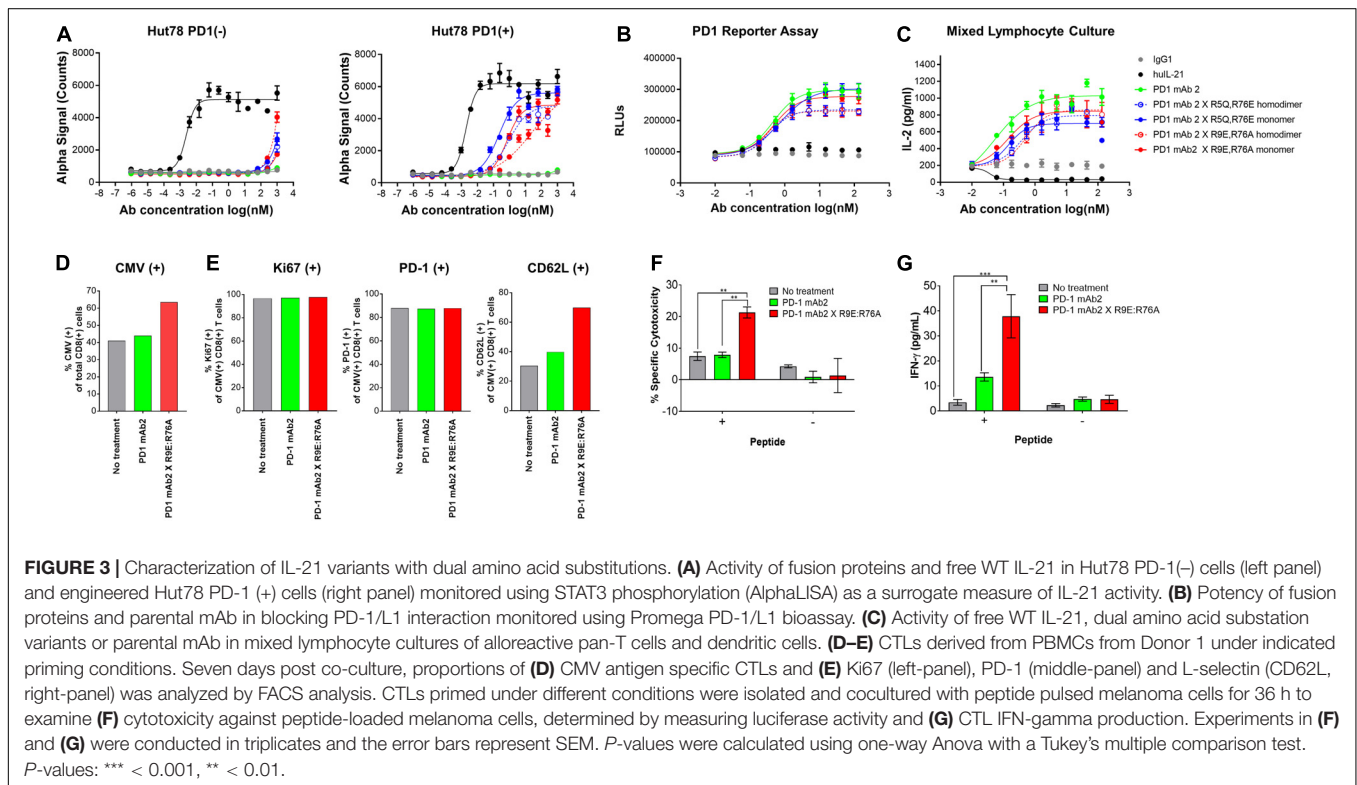 A
Hut78 PD1(-)
Alpha Signal (Counts)
8000
6000
4000
2000
0
-7 -6 -5 -4 -3 -2 -1 0 1 2 3 4
Ab concentration log(nM)
Hut78 PD1(+)
Alpha Signal (Counts)
8000
6000
4000
2000
0
-7 -6 -5 -4 -3 -2 -1 0 1 2 3 4
Ab concentration log(nM)
B
PD1 Reporter Assay
RLUs
400000
300000
200000
100000
0
-3 -2 -1 0 1 2 3
Ab concentration log(nM)
C
Mixed Lymphocyte Culture
IL-2 (pg/ml)
1200
1000
800
600
400
200
0
-3 -2 -1 0 1 2 3
Ab concentration log(nM)
IgG1
huIL-21
PD1 mAb 2
PD1 mAb 2 X R5Q,R76E homodimer
PD1 mAb 2 X R5Q,R76E monomer
PD1 mAb 2 X R9E,R76A homodimer
PD1 mAb2 X R9E,R76A monomer
D
CMV (+)
% CMV (+)
of total CD8(+) cells
70
60
50
40
30
20
10
0
No treatment
PD1 mAb2
PD1 mAb2 X R9E:R76A
E
Ki67 (+)
% Ki67 (+)
of CMV(+) CD8(+) T cells
100
80
60
40
20
0
No treatment
PD-1 mAb2
PD-1 mAb2 X R9E:R76A
PD-1 (+)
% PD-1 (+)
of CMV(+) CD8(+) T cells
100
80
60
40
20
0
No treatment
PD-1 mAb2
PD-1 mAb2 X R9E:R76A
CD62L (+)
% CD62L (+)
of CMV(+) CD8(+) T cells
80
60
40
20
0
No treatment
PD-1 mAb2
PD-1 mAb2 X R9E:R76A
F
% Specific Cytotoxicity
30
20
10
0
-10
**
**
No treatment
PD-1 mAb2
PD-1 mAb2 X R9E:R76A
+ -
Peptide
G
IFN-γ (pg/mL)
50
40
30
20
10
0
***
**
No treatment
PD-1 mAb2
PD-1 mAb2 X R9E:R76A
+ -
Peptide
FIGURE 3 | Characterization of IL-21 variants with dual amino acid substitutions. (A) Activity of fusion proteins and free WT IL-21 in Hut78 PD-1(–) cells (left panel)
and engineered Hut78 PD-1 (+) cells (right panel) monitored using STAT3 phosphorylation (AlphaLISA) as a surrogate measure of IL-21 activity. (B) Potency of fusion
proteins and parental mAb in blocking PD-1/L1 interaction monitored using Promega PD-1/L1 bioassay. (C) Activity of free WT IL-21, dual amino acid substation
variants or parental mAb in mixed lymphocyte cultures of alloreactive pan-T cells and dendritic cells. (D–E) CTLs derived from PBMCs from Donor 1 under indicated
priming conditions. Seven days post co-culture, proportions of (D) CMV antigen specific CTLs and (E) Ki67 (left-panel), PD-1 (middle-panel) and L-selectin (CD62L,
right-panel) was analyzed by FACS analysis. CTLs primed under different conditions were isolated and cocultured with peptide pulsed melanoma cells for 36 h to
examine (F) cytotoxicity against peptide-loaded melanoma cells, determined by measuring luciferase activity and (G) CTL IFN-gamma production. Experiments in (F)
and (G) were conducted in triplicates and the error bars represent SEM. P-values were calculated using one-way Anova with a Tukey's multiple comparison test.
P-values: *** < 0.001, ** < 0.01.